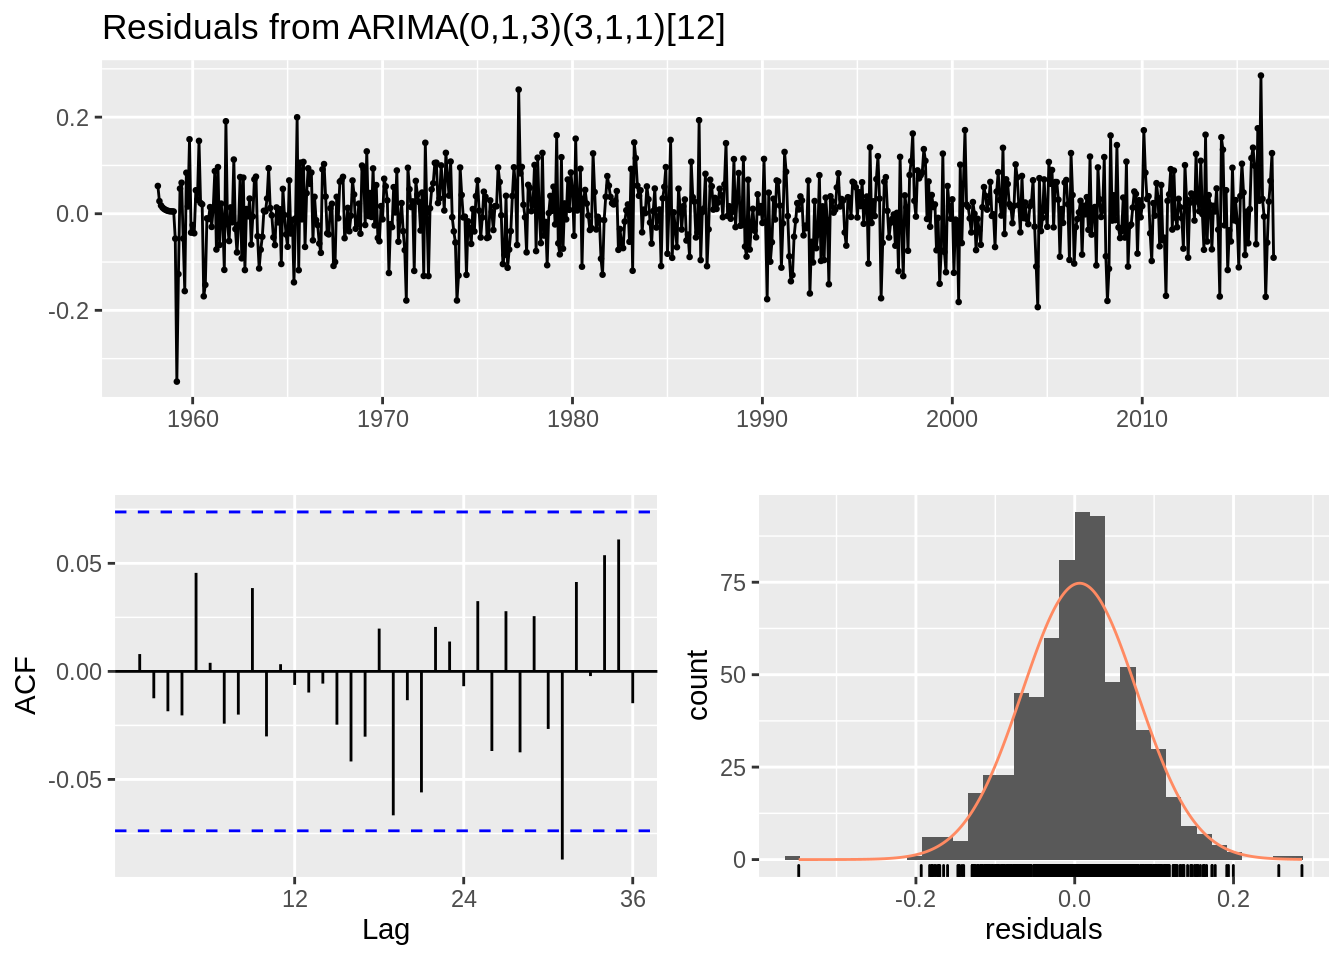 Residuals from ARIMA(0,1,3)(3,1,1)[12]
0.2
0.0
-0.2
1960 1970 1980 1990 2000 2010
ACF
0.05
0.00
-0.05
12 24 36
Lag
count
75
50
25
0
-0.2 0.0 0.2
residuals